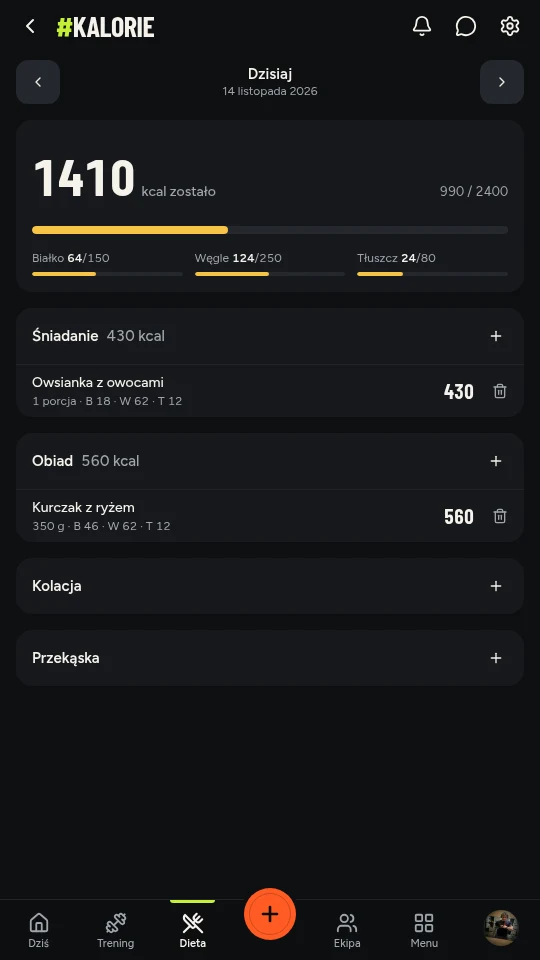 #KALORIE
Dzisiaj
14 listopada 2026
1410 kcal zostało
990 / 2400
Białko 64/150
Węgle 124/250
Tłuszcz 24/80
Śniadanie 430 kcal
Owsianka z owocami
1 porcja · B 18 · W 62 · T 12
430
Obiad 560 kcal
Kurczak z ryżem
350 g · B 46 · W 62 · T 12
560
Kolacja
Przekąska
Dziś
Trening
Dieta
Ekipa
Menu